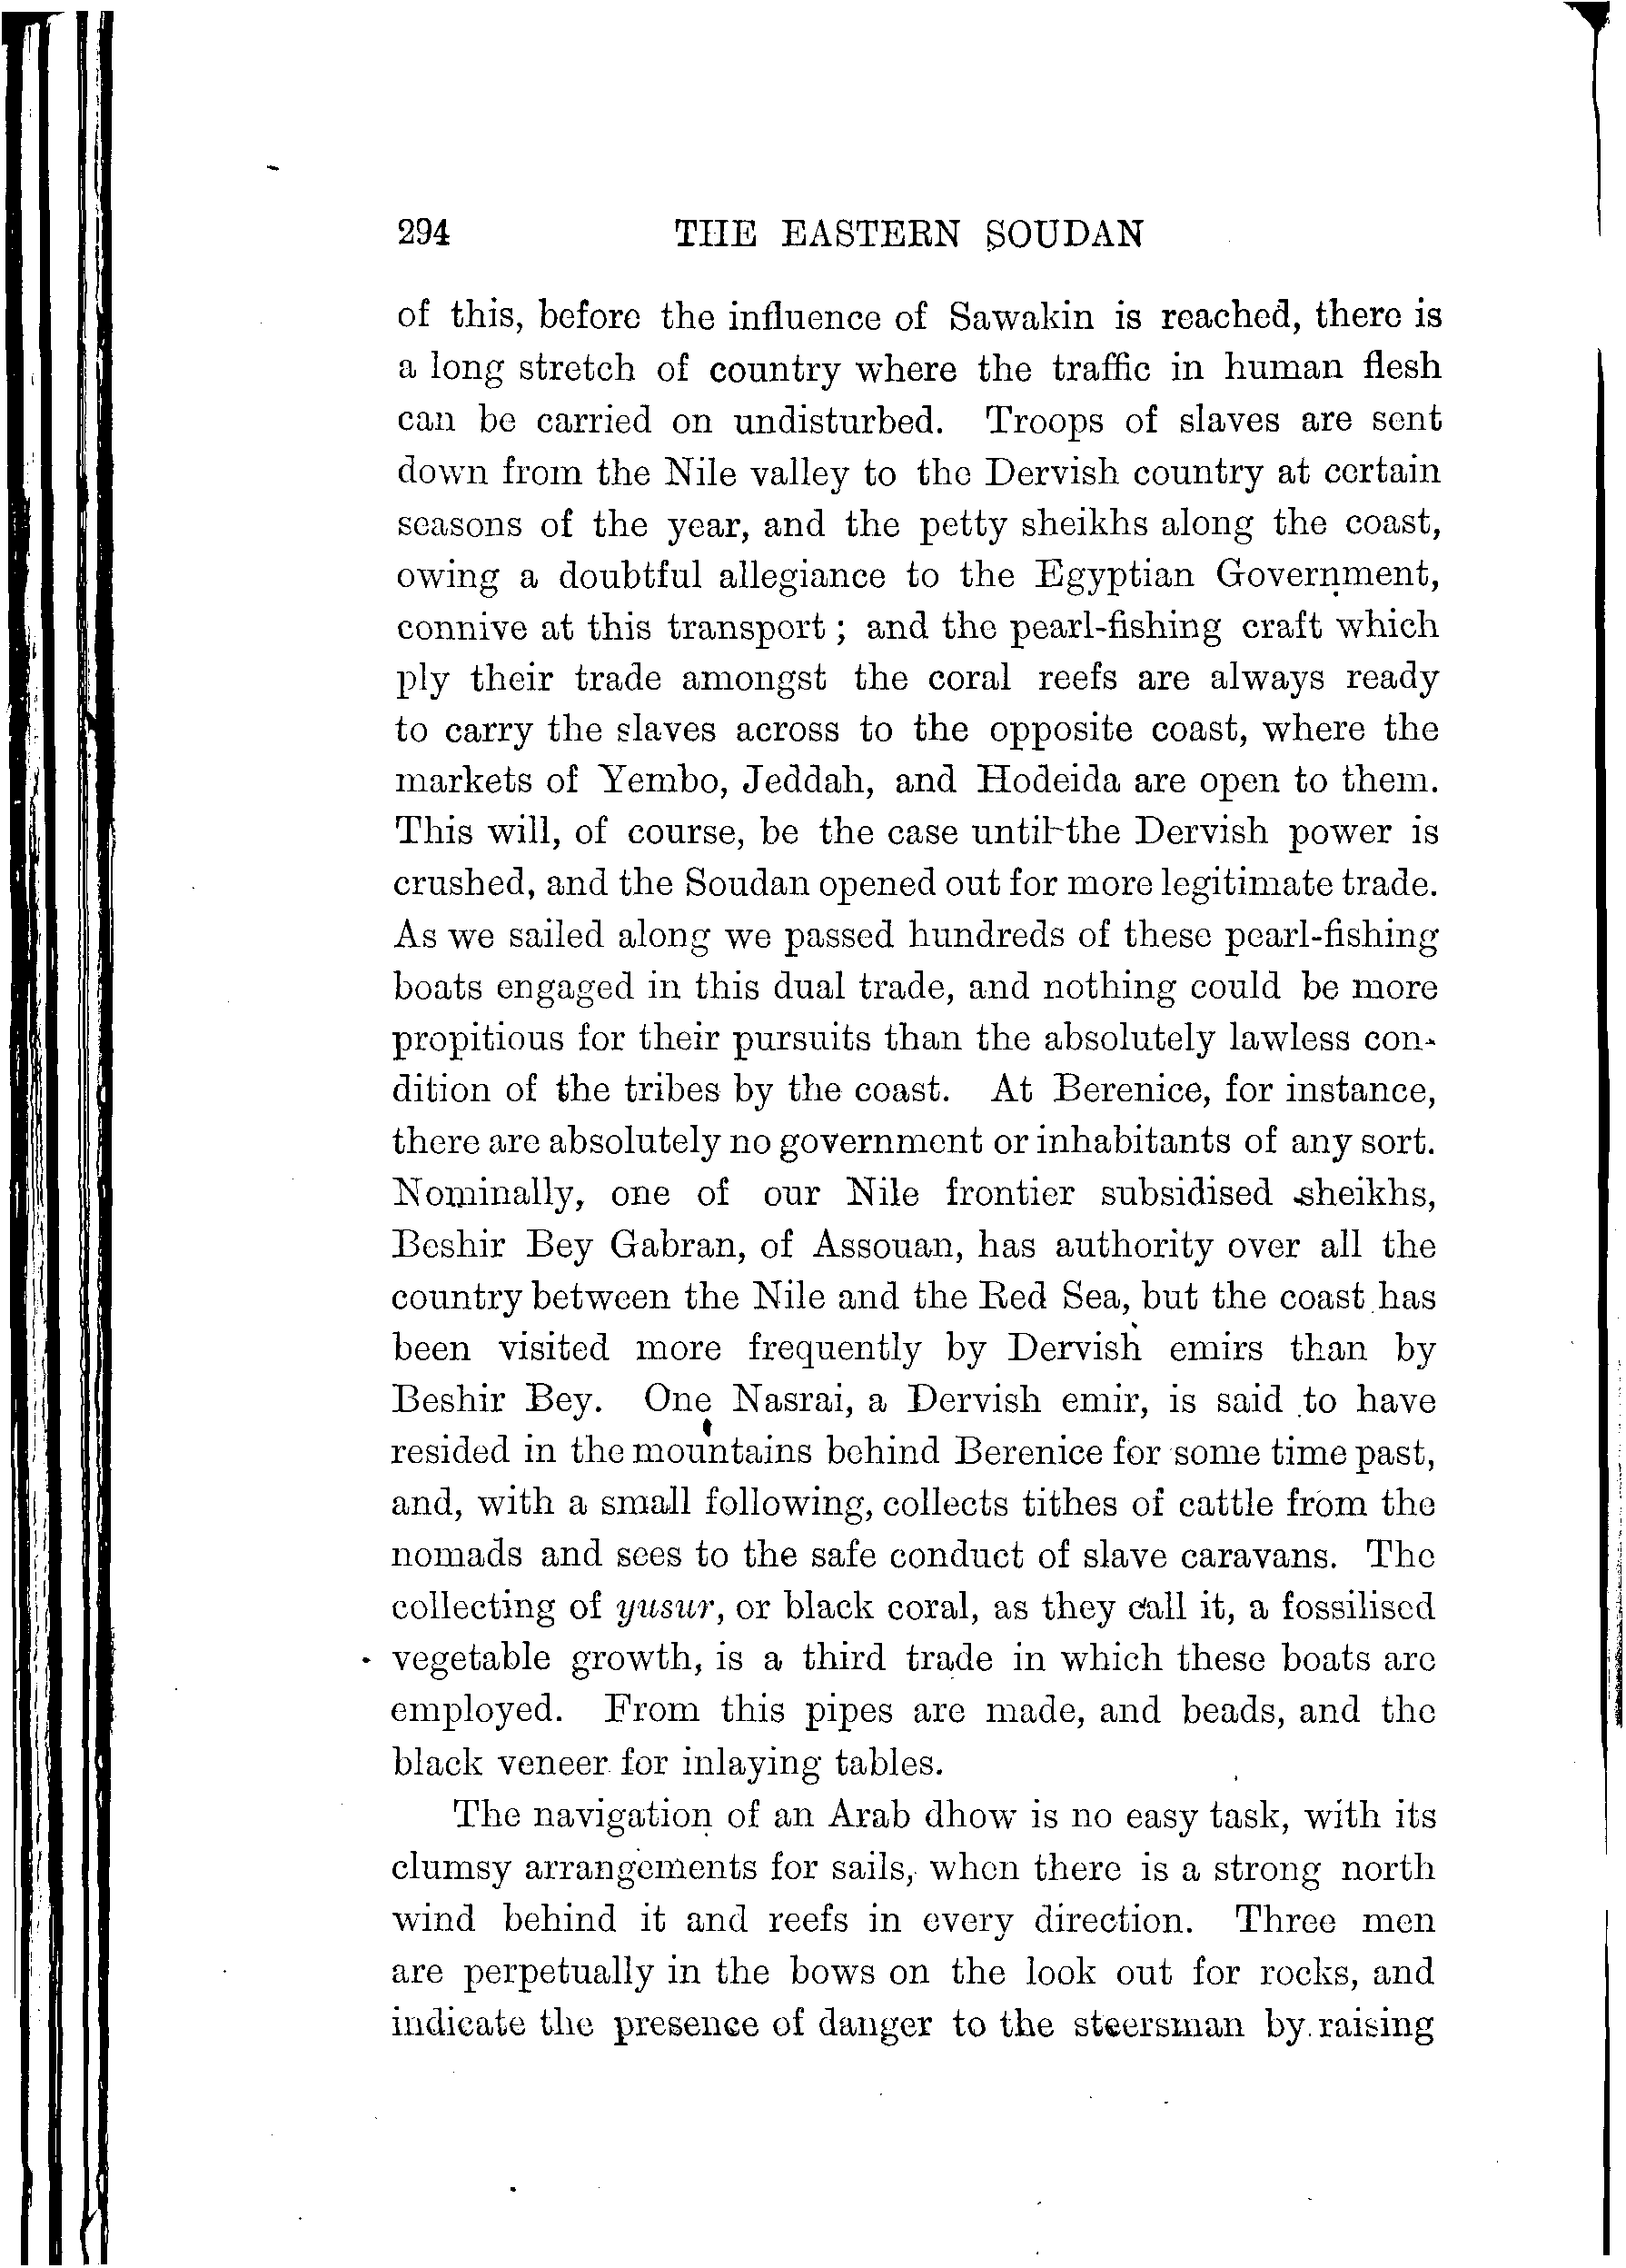 294 THE EASTERN SOUDAN
of this, before the influence of Sawakin is reached, there is
a long stretch of country where the traffic in human flesh
can be carried on undisturbed. Troops of slaves are sent
down from the Nile valley to the Dervish country at certain
seasons of the year, and the petty sheikhs along the coast,
owing a doubtful allegiance to the Egyptian Government,
connive at this transport; and the pearl-fishing craft which
ply their trade amongst the coral reefs are always ready
to carry the slaves across to the opposite coast, where the
markets of Yembo, Jeddah, and Hodeida are open to them.
This will, of course, be the case until the Dervish power is
crushed, and the Soudan opened out for more legitimate trade.
As we sailed along we passed hundreds of these pearl-fishing
boats engaged in this dual trade, and nothing could be more
propitious for their pursuits than the absolutely lawless con-
dition of the tribes by the coast. At Berenice, for instance,
there are absolutely no government or inhabitants of any sort.
Nominally, one of our Nile frontier subsidised sheikhs,
Beshir Bey Gabran, of Assouan, has authority over all the
country between the Nile and the Red Sea, but the coast has
been visited more frequently by Dervish emirs than by
Beshir Bey. One Nasrai, a Dervish emir, is said to have
resided in the mountains behind Berenice for some time past,
and, with a small following, collects tithes of cattle from the
nomads and sees to the safe conduct of slave caravans. The
collecting of yusur, or black coral, as they call it, a fossilised
vegetable growth, is a third trade in which these boats are
employed. From this pipes are made, and beads, and the
black veneer for inlaying tables.
The navigation of an Arab dhow is no easy task, with its
clumsy arrangements for sails, when there is a strong north
wind behind it and reefs in every direction. Three men
are perpetually in the bows on the look out for rocks, and
indicate the presence of danger to the steersman by raising